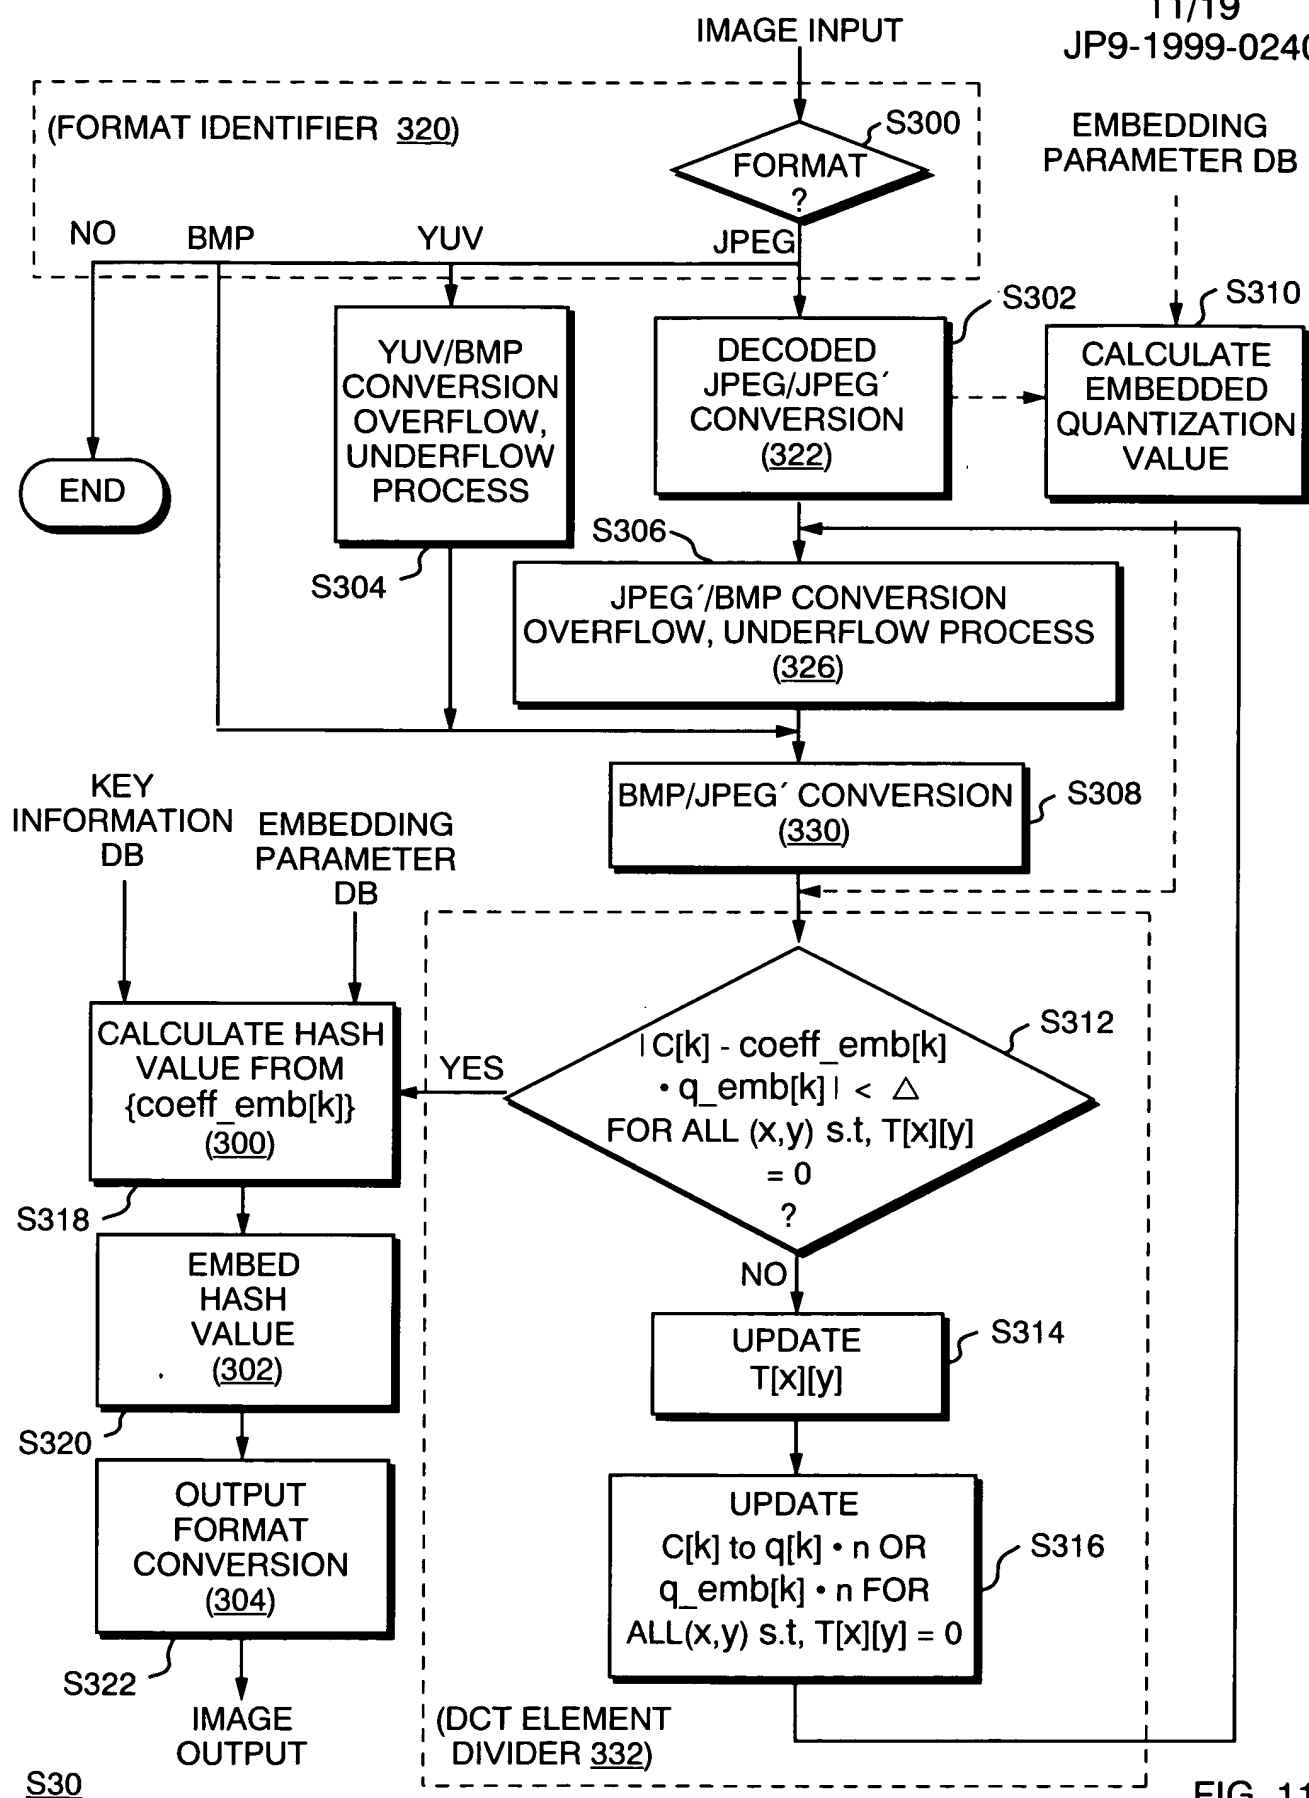 11/19
JP9-1999-0240
IMAGE INPUT
(FORMAT IDENTIFIER 320)
S300
FORMAT
?
EMBEDDING
PARAMETER DB
NO
BMP
YUV
JPEG
S302
S310
YUV/BMP
CONVERSION
OVERFLOW,
UNDERFLOW
PROCESS
DECODED
JPEG/JPEG′
CONVERSION
(322)
CALCULATE
EMBEDDED
QUANTIZATION
VALUE
END
S304
S306
JPEG′/BMP CONVERSION
OVERFLOW, UNDERFLOW PROCESS
(326)
BMP/JPEG′ CONVERSION
(330)
S308
KEY
INFORMATION
DB
EMBEDDING
PARAMETER
DB
CALCULATE HASH
VALUE FROM
{coeff_emb[k]}
(300)
S318
YES
| C[k] - coeff_emb[k]
• q_emb[k] | < △
FOR ALL (x,y) s.t, T[x][y]
= 0
?
S312
NO
EMBED
HASH
VALUE
(302)
S320
UPDATE
T[x][y]
S314
OUTPUT
FORMAT
CONVERSION
(304)
S322
UPDATE
C[k] to q[k] • n OR
q_emb[k] • n FOR
ALL(x,y) s.t, T[x][y] = 0
S316
IMAGE
OUTPUT
(DCT ELEMENT
DIVIDER 332)
S30
FIG. 11